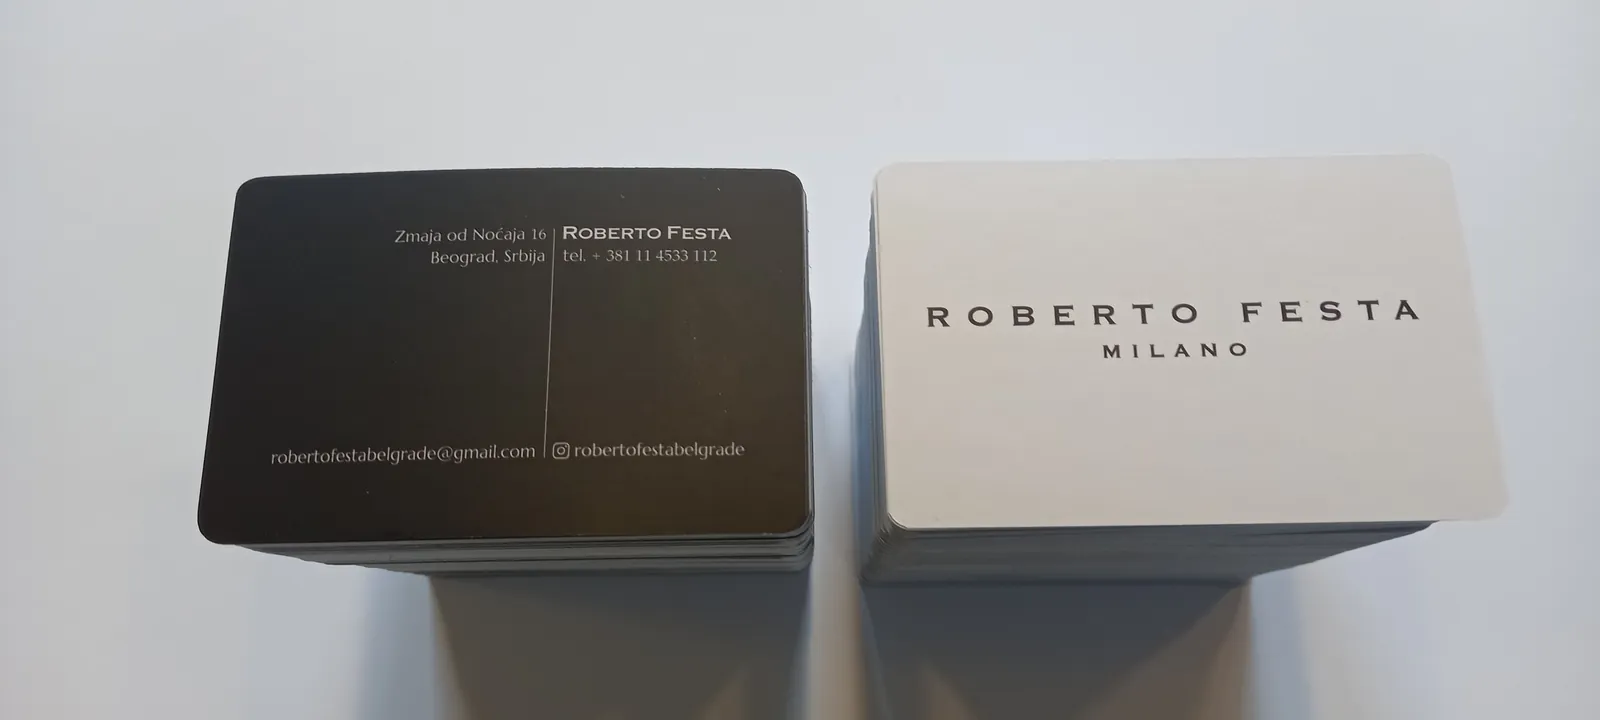 Zmaja od Noćaja 16
Beograd, Srbija
ROBERTO FESTA
tel. + 381 11 4533 112
robertofestabelgrade@gmail.com
robertofestabelgrade
ROBERTO FESTA
MILANO